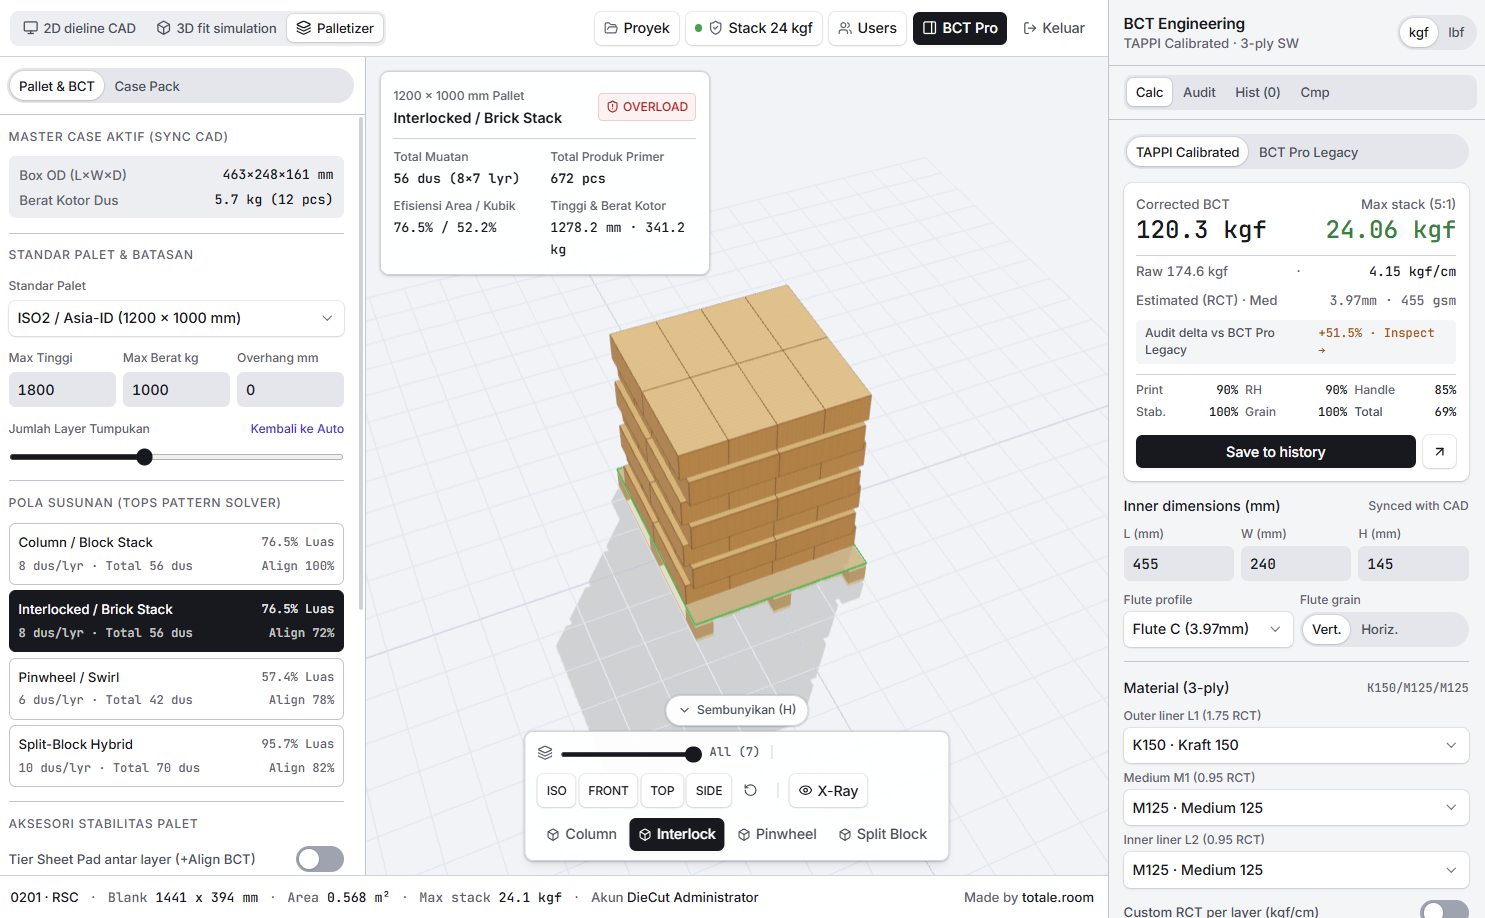 2D dieline CAD
3D fit simulation
Palletizer
Proyek
Stack 24 kgf
Users
BCT Pro
Keluar
Pallet & BCT
Case Pack
MASTER CASE AKTIF (SYNC CAD)
Box OD (L×W×D) 463×248×161 mm
Berat Kotor Dus 5.7 kg (12 pcs)
STANDAR PALET & BATASAN
Standar Palet
ISO2 / Asia-ID (1200 × 1000 mm)
Max Tinggi Max Berat kg Overhang mm
1800 1000 0
Jumlah Layer Tumpukan Kembali ke Auto
POLA SUSUNAN (TOPS PATTERN SOLVER)
Column / Block Stack 76.5% Luas
8 dus/lyr · Total 56 dus Align 100%
Interlocked / Brick Stack 76.5% Luas
8 dus/lyr · Total 56 dus Align 72%
Pinwheel / Swirl 57.4% Luas
6 dus/lyr · Total 42 dus Align 78%
Split-Block Hybrid 95.7% Luas
10 dus/lyr · Total 70 dus Align 82%
AKSESORI STABILITAS PALET
Tier Sheet Pad antar layer (+Align BCT)
1200 × 1000 mm Pallet
Interlocked / Brick Stack
OVERLOAD
Total Muatan Total Produk Primer
56 dus (8×7 lyr) 672 pcs
Efisiensi Area / Kubik Tinggi & Berat Kotor
76.5% / 52.2% 1278.2 mm · 341.2
kg
Sembunyikan (H)
All (7)
ISO FRONT TOP SIDE X-Ray
Column Interlock Pinwheel Split Block
BCT Engineering
TAPPI Calibrated · 3-ply SW
kgf lbf
Calc Audit Hist (0) Cmp
TAPPI Calibrated BCT Pro Legacy
Corrected BCT Max stack (5:1)
120.3 kgf 24.06 kgf
Raw 174.6 kgf · 4.15 kgf/cm
Estimated (RCT) · Med 3.97mm · 455 gsm
Audit delta vs BCT Pro +51.5% · Inspect
Legacy →
Print 90% RH 90% Handle 85%
Stab. 100% Grain 100% Total 69%
Save to history
Inner dimensions (mm) Synced with CAD
L (mm) W (mm) H (mm)
455 240 145
Flute profile Flute grain
Flute C (3.97mm) Vert. Horiz.
Material (3-ply) K150/M125/M125
Outer liner L1 (1.75 RCT)
K150 · Kraft 150
Medium M1 (0.95 RCT)
M125 · Medium 125
Inner liner L2 (0.95 RCT)
M125 · Medium 125
Custom RCT per layer (kgf/cm)
0201 · RSC · Blank 1441 x 394 mm · Area 0.568 m² · Max stack 24.1 kgf · Akun DieCut Administrator
Made by totale.room